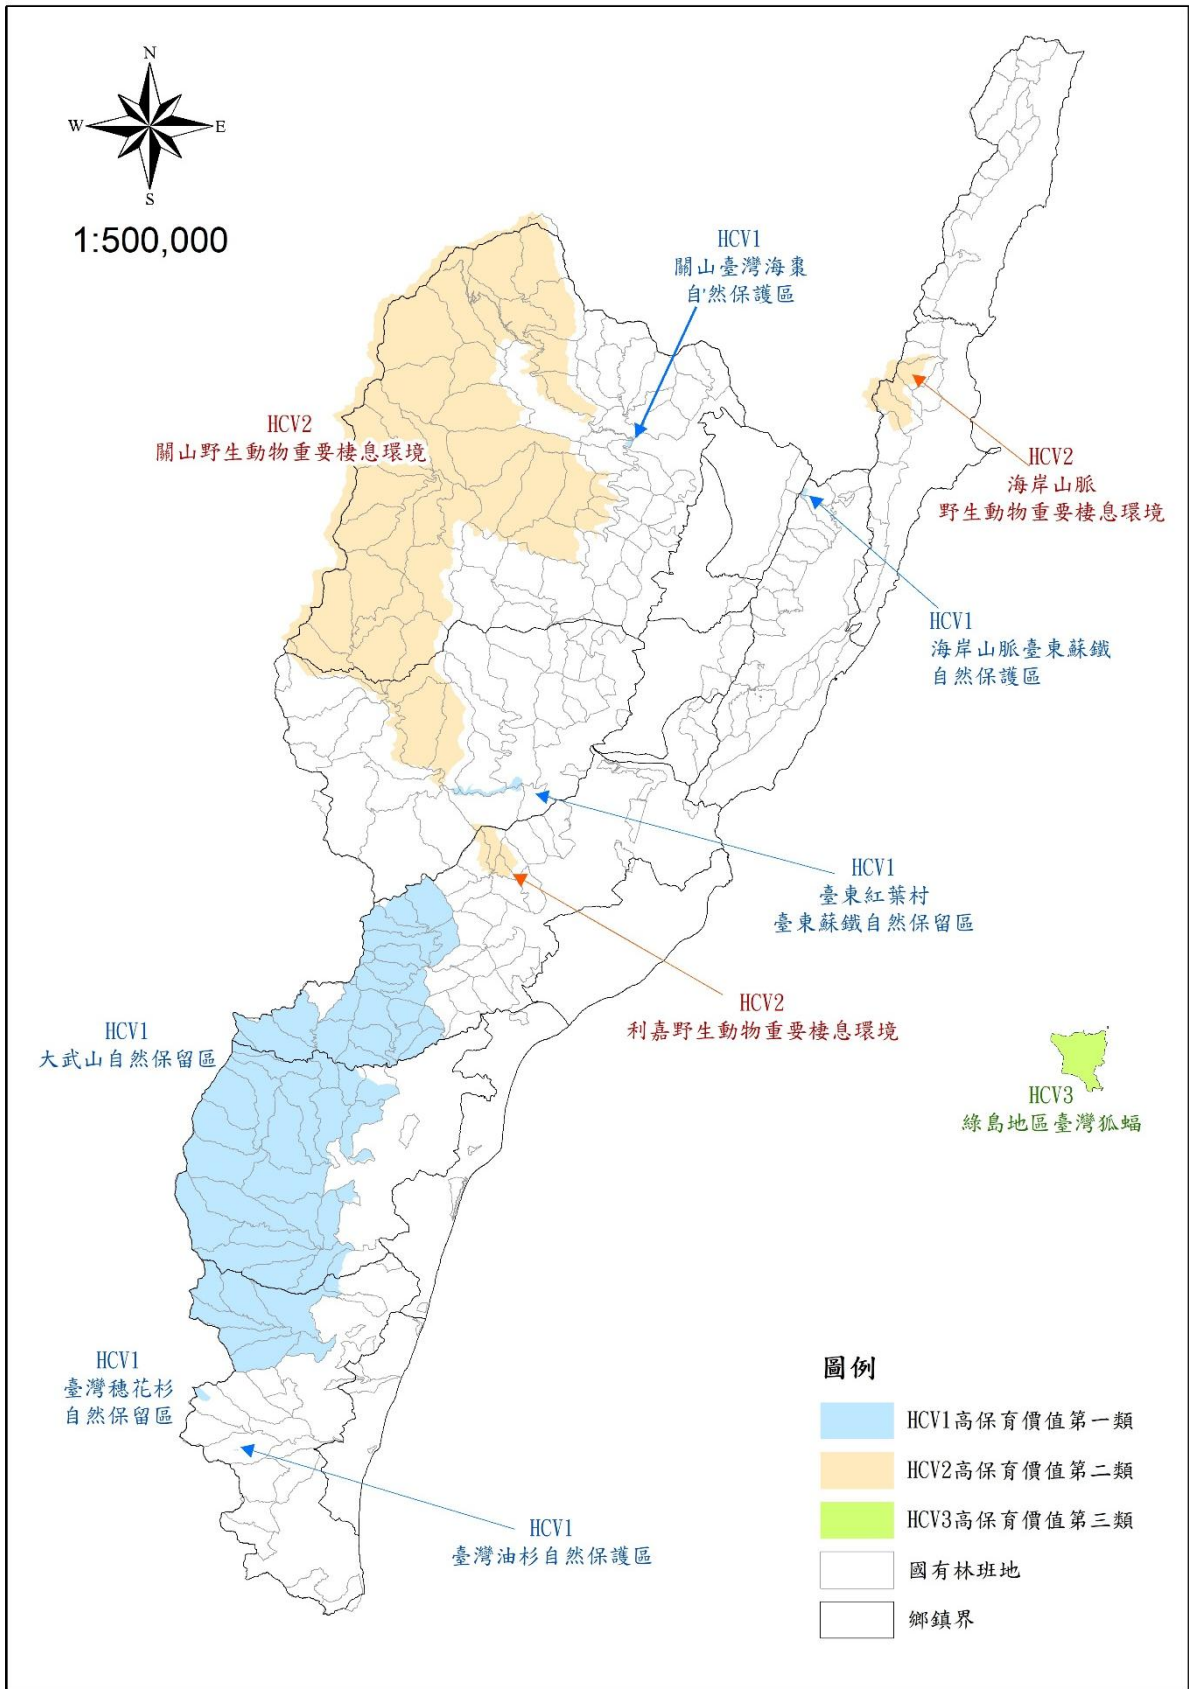 N
W
E
S
1:500,000
HCV1
關山臺灣海棗
自然保護區
HCV2
關山野生動物重要棲息環境
HCV2
海岸山脈
野生動物重要棲息環境
HCV1
海岸山脈臺東蘇鐵
自然保護區
HCV1
臺東紅葉村
臺東蘇鐵自然保留區
HCV2
利嘉野生動物重要棲息環境
HCV1
大武山自然保留區
HCV3
綠島地區臺灣狐蝠
HCV1
臺灣穗花杉
自然保留區
HCV1
臺灣油杉自然保護區
圖例
HCV1高保育價值第一類
HCV2高保育價值第二類
HCV3高保育價值第三類
國有林班地
鄉鎮界